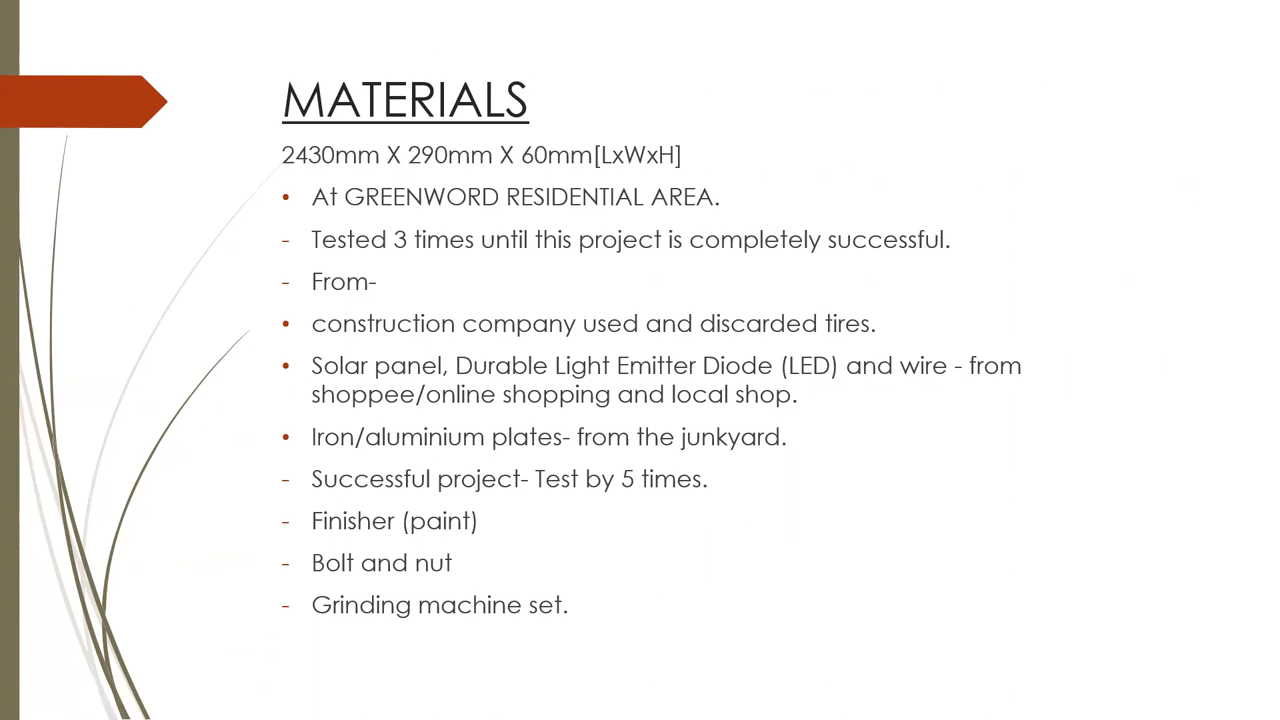 MATERIALS
2430mm X 290mm X 60mm[LxWxH]
• At GREENWORD RESIDENTIAL AREA.
- Tested 3 times until this project is completely successful.
- From-
• construction company used and discarded tires.
• Solar panel, Durable Light Emitter Diode (LED) and wire - from
shoppee/online shopping and local shop.
• Iron/aluminium plates- from the junkyard.
- Successful project- Test by 5 times.
- Finisher (paint)
- Bolt and nut
- Grinding machine set.